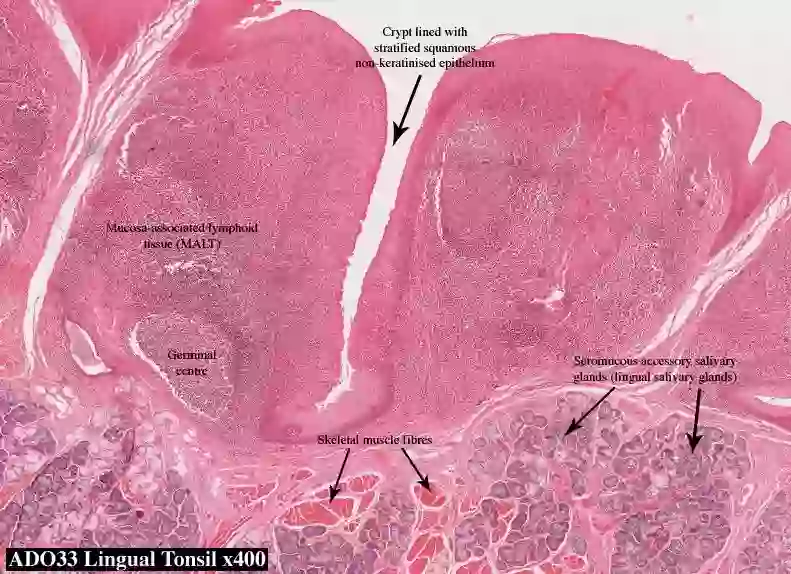 Crypt lined with
stratified squamous
non-keratinised epithelum
Mucosa-associated lymphoid
tissue (MALT)
Germinal
centre
Seromucous accessory salivary
glands (lingual salivary glands)
Skeletal muscle fibres
ADO33 Lingual Tonsil x400